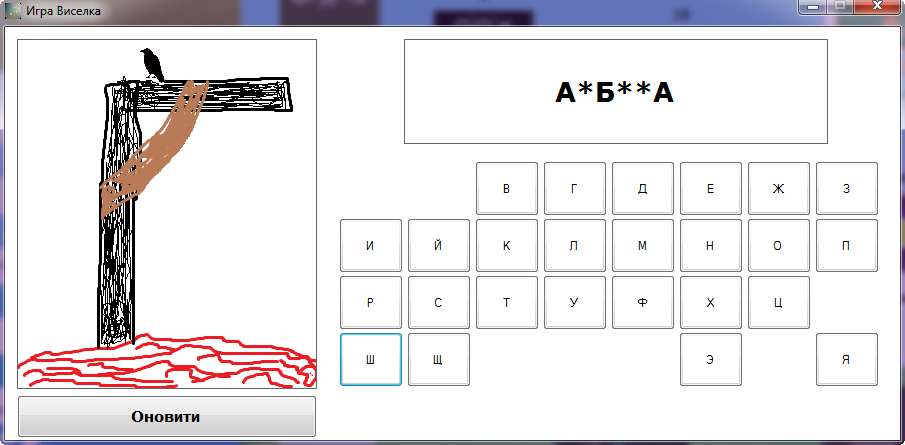 Игра Виселка
А*Б**А
В Г Д Е Ж З
И Й К Л М Н О П
Р С Т У Ф Х Ц
Ш Щ Э Я
Оновити